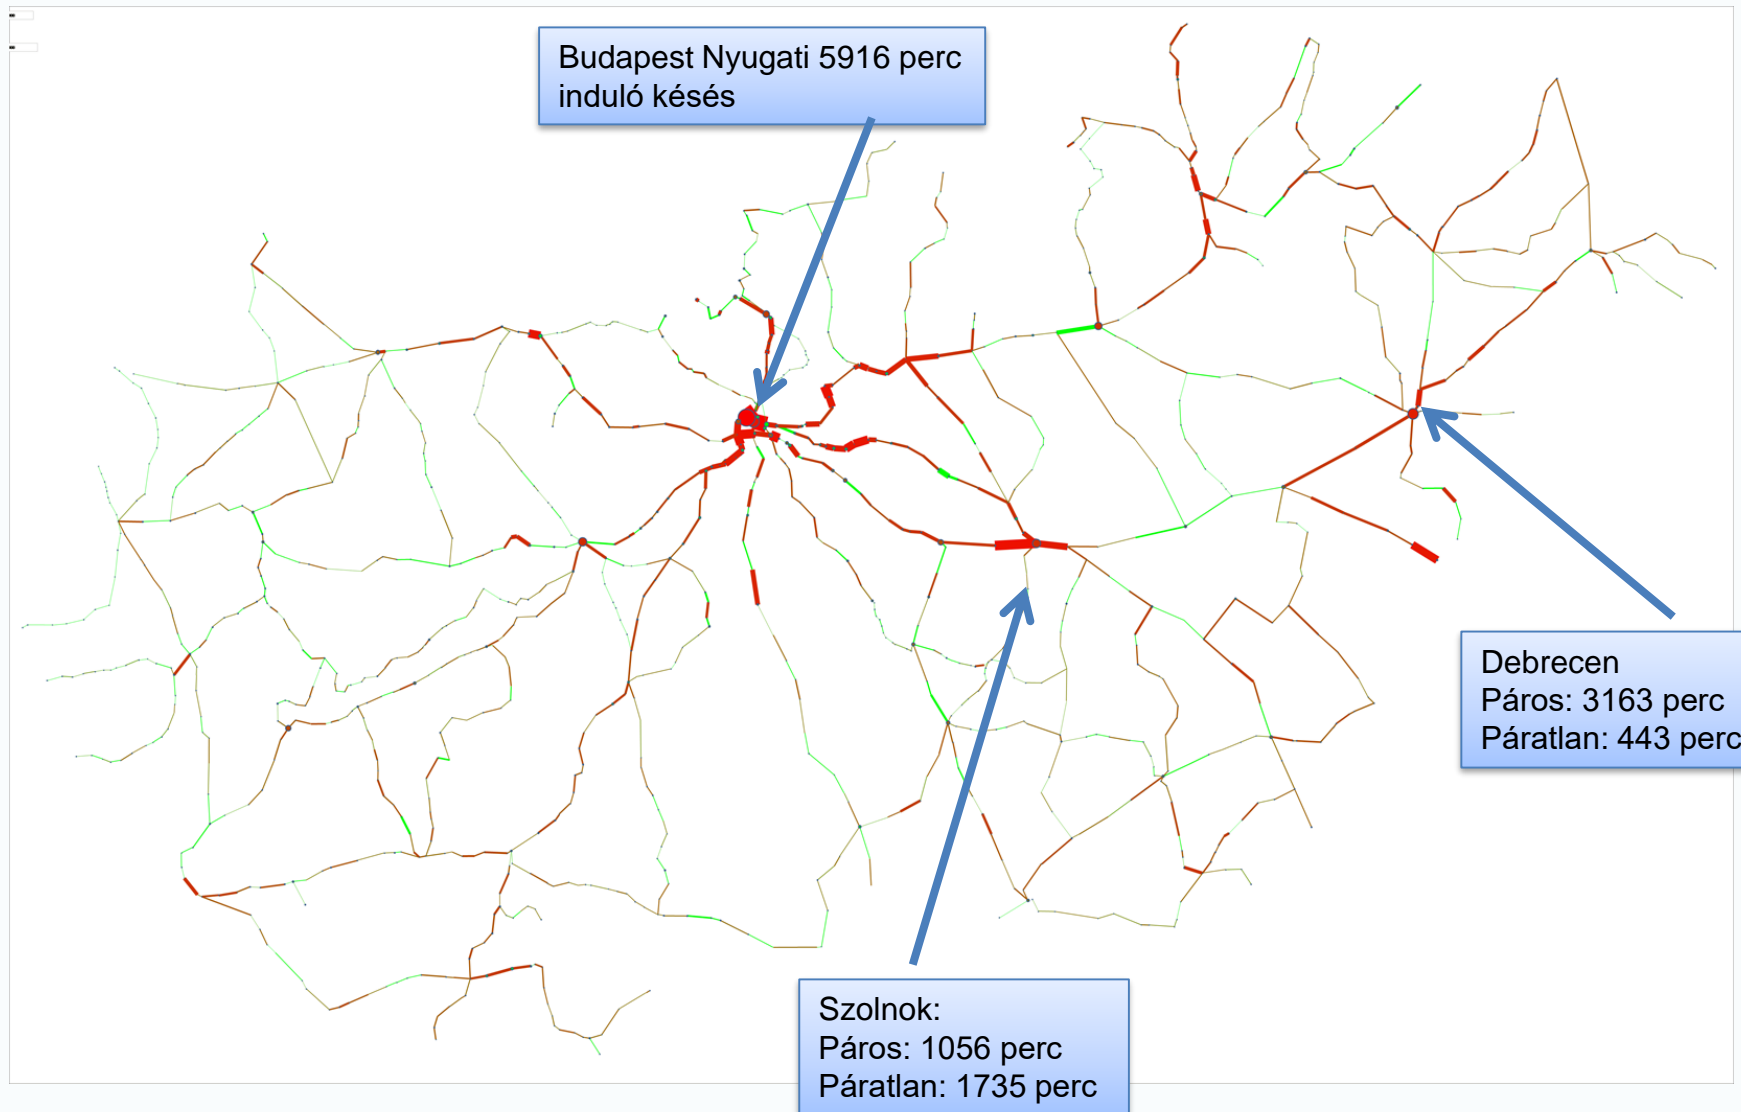 Budapest Nyugati 5916 perc
induló késés
Debrecen
Páros: 3163 perc
Páratlan: 443 perc
Szolnok:
Páros: 1056 perc
Páratlan: 1735 perc